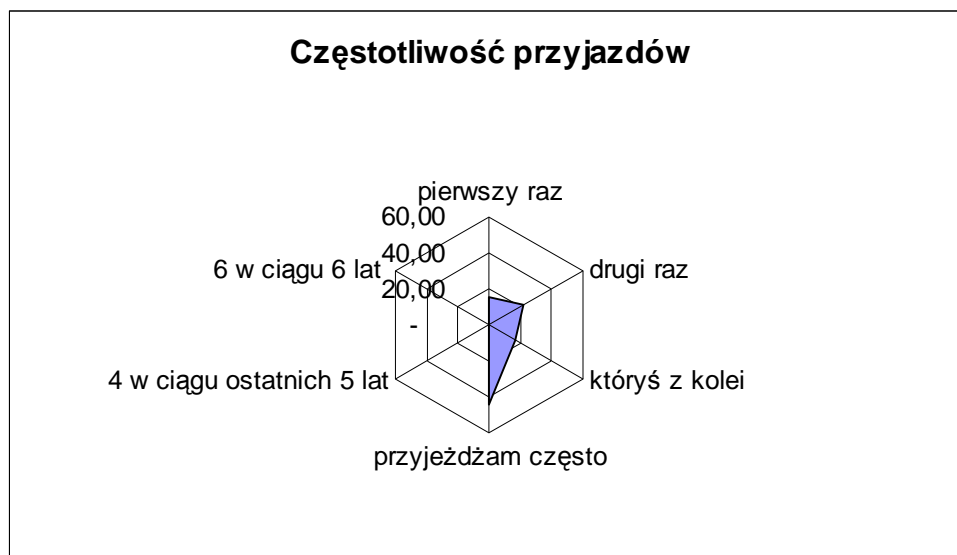 Częstotliwość przyjazdów
pierwszy raz
60,00
40,00
6 w ciągu 6 lat
drugi raz
20,00
-
4 w ciągu ostatnich 5 lat
któryś z kolei
przyjeżdżam często